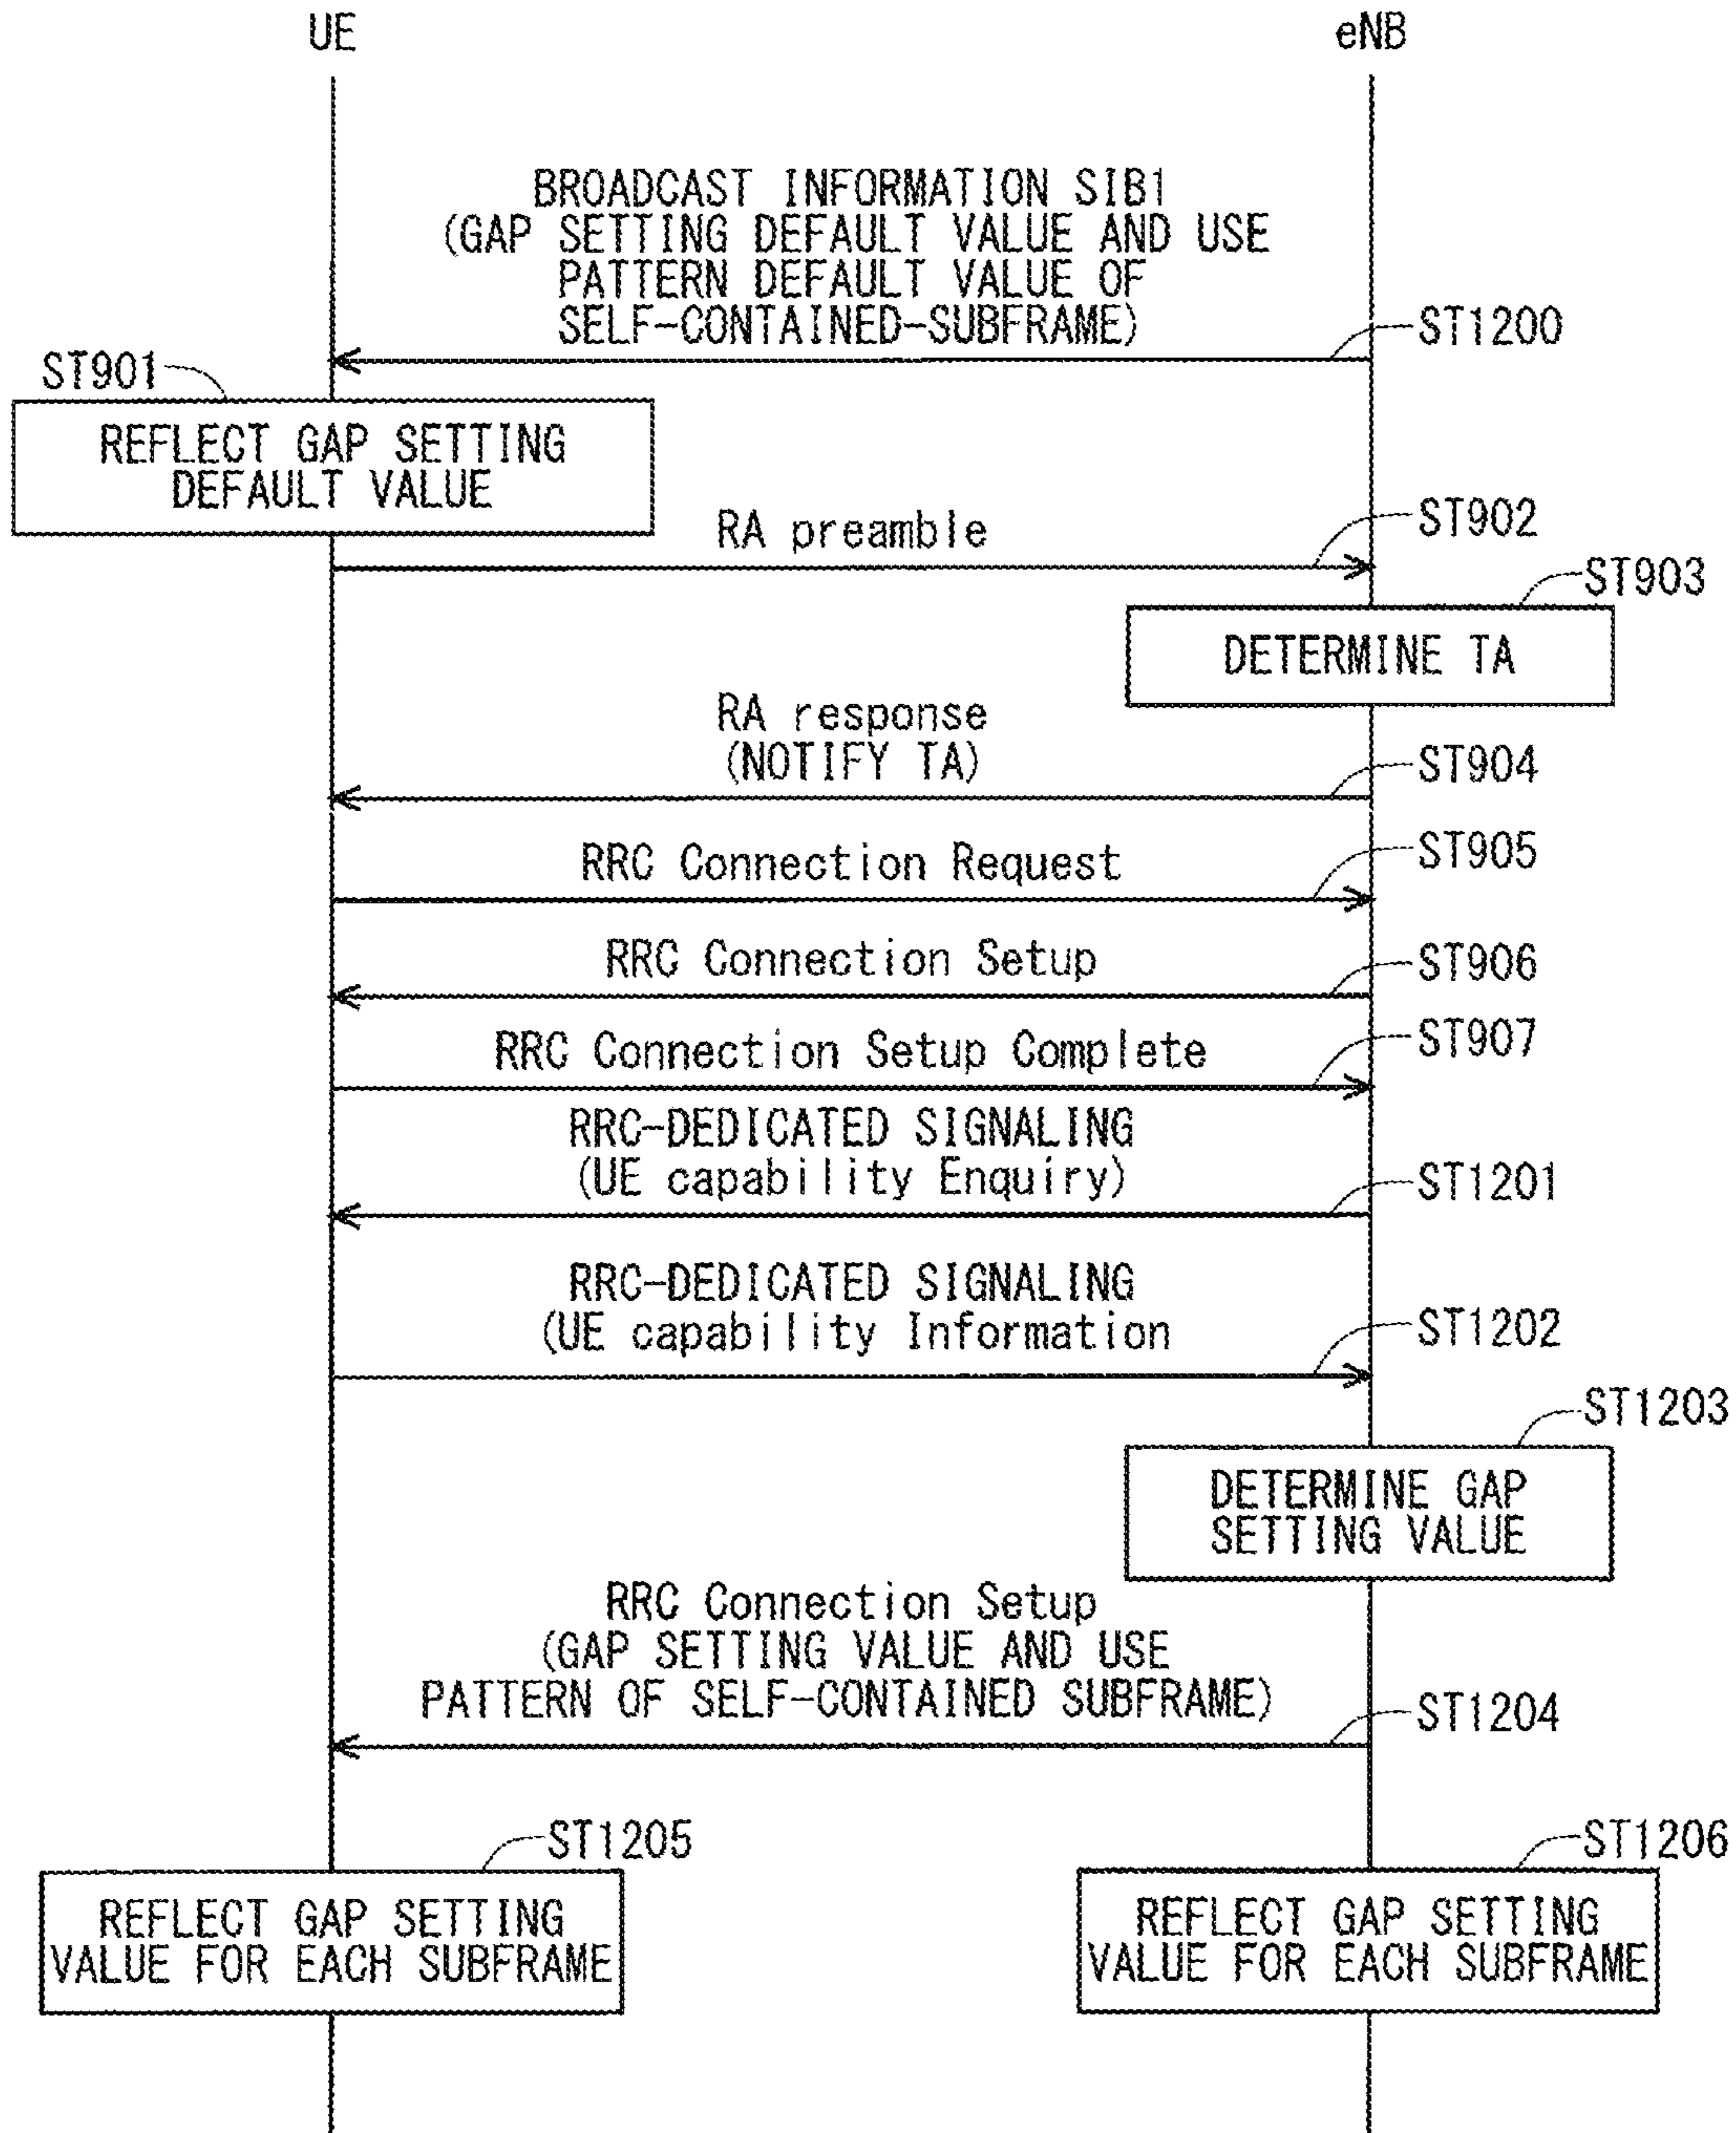 UE
eNB
BROADCAST INFORMATION SIB1
(GAP SETTING DEFAULT VALUE AND USE
PATTERN DEFAULT VALUE OF
SELF-CONTAINED-SUBFRAME)
ST1200
ST901
REFLECT GAP SETTING
DEFAULT VALUE
RA preamble
ST902
ST903
DETERMINE TA
RA response
(NOTIFY TA)
ST904
RRC Connection Request
ST905
RRC Connection Setup
ST906
RRC Connection Setup Complete
ST907
RRC-DEDICATED SIGNALING
(UE capability Enquiry)
ST1201
RRC-DEDICATED SIGNALING
(UE capability Information
ST1202
ST1203
DETERMINE GAP
SETTING VALUE
RRC Connection Setup
(GAP SETTING VALUE AND USE
PATTERN OF SELF-CONTAINED SUBFRAME)
ST1204
ST1205
REFLECT GAP SETTING
VALUE FOR EACH SUBFRAME
ST1206
REFLECT GAP SETTING
VALUE FOR EACH SUBFRAME